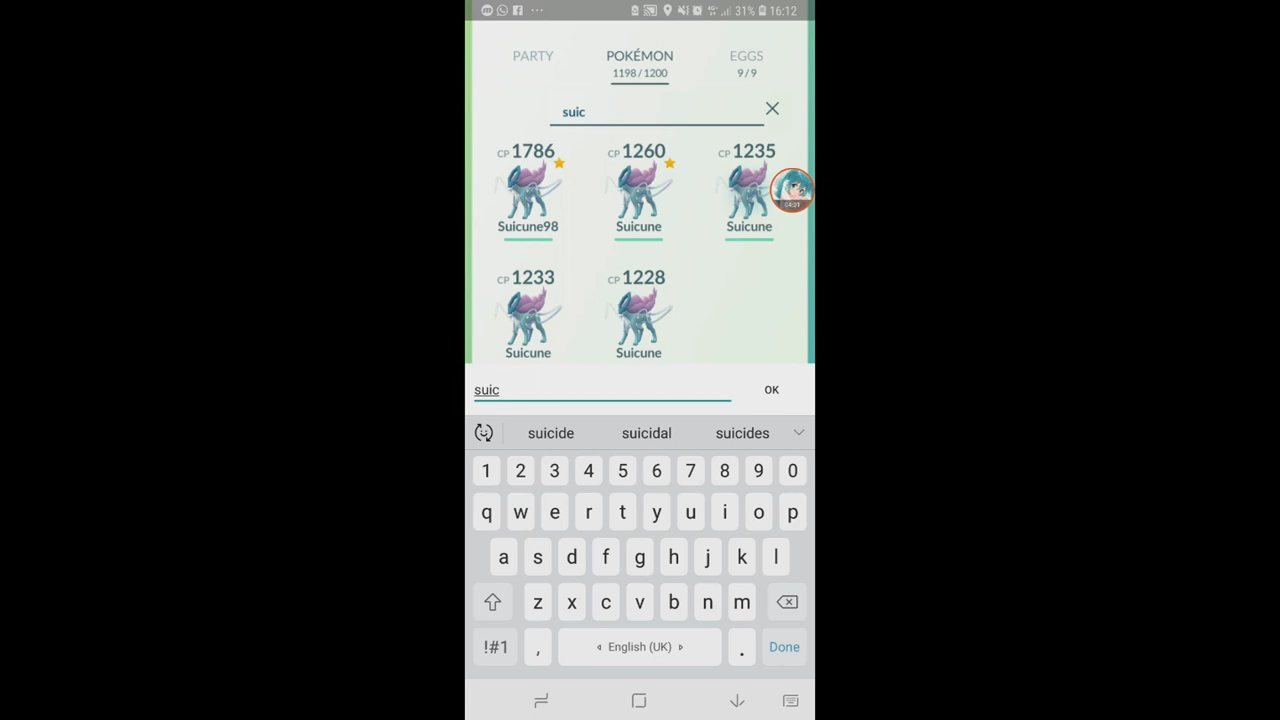 31% 16:12
PARTY POKÉMON EGGS
1198 / 1200 9 / 9
suic
CP 1786 CP 1260 CP 1235
04:01
Suicune98 Suicune Suicune
CP 1233 CP 1228
Suicune Suicune
suic OK
suicide suicidal suicides
1 2 3 4 5 6 7 8 9 0
q w e r t y u i o p
a s d f g h j k l
z x c v b n m
!#1 , English (UK) . Done